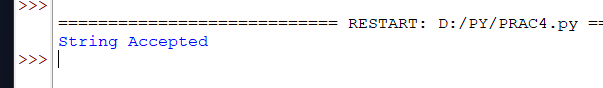 >>>
============================ RESTART: D:/PY/PRAC4.py ==
String Accepted
>>>